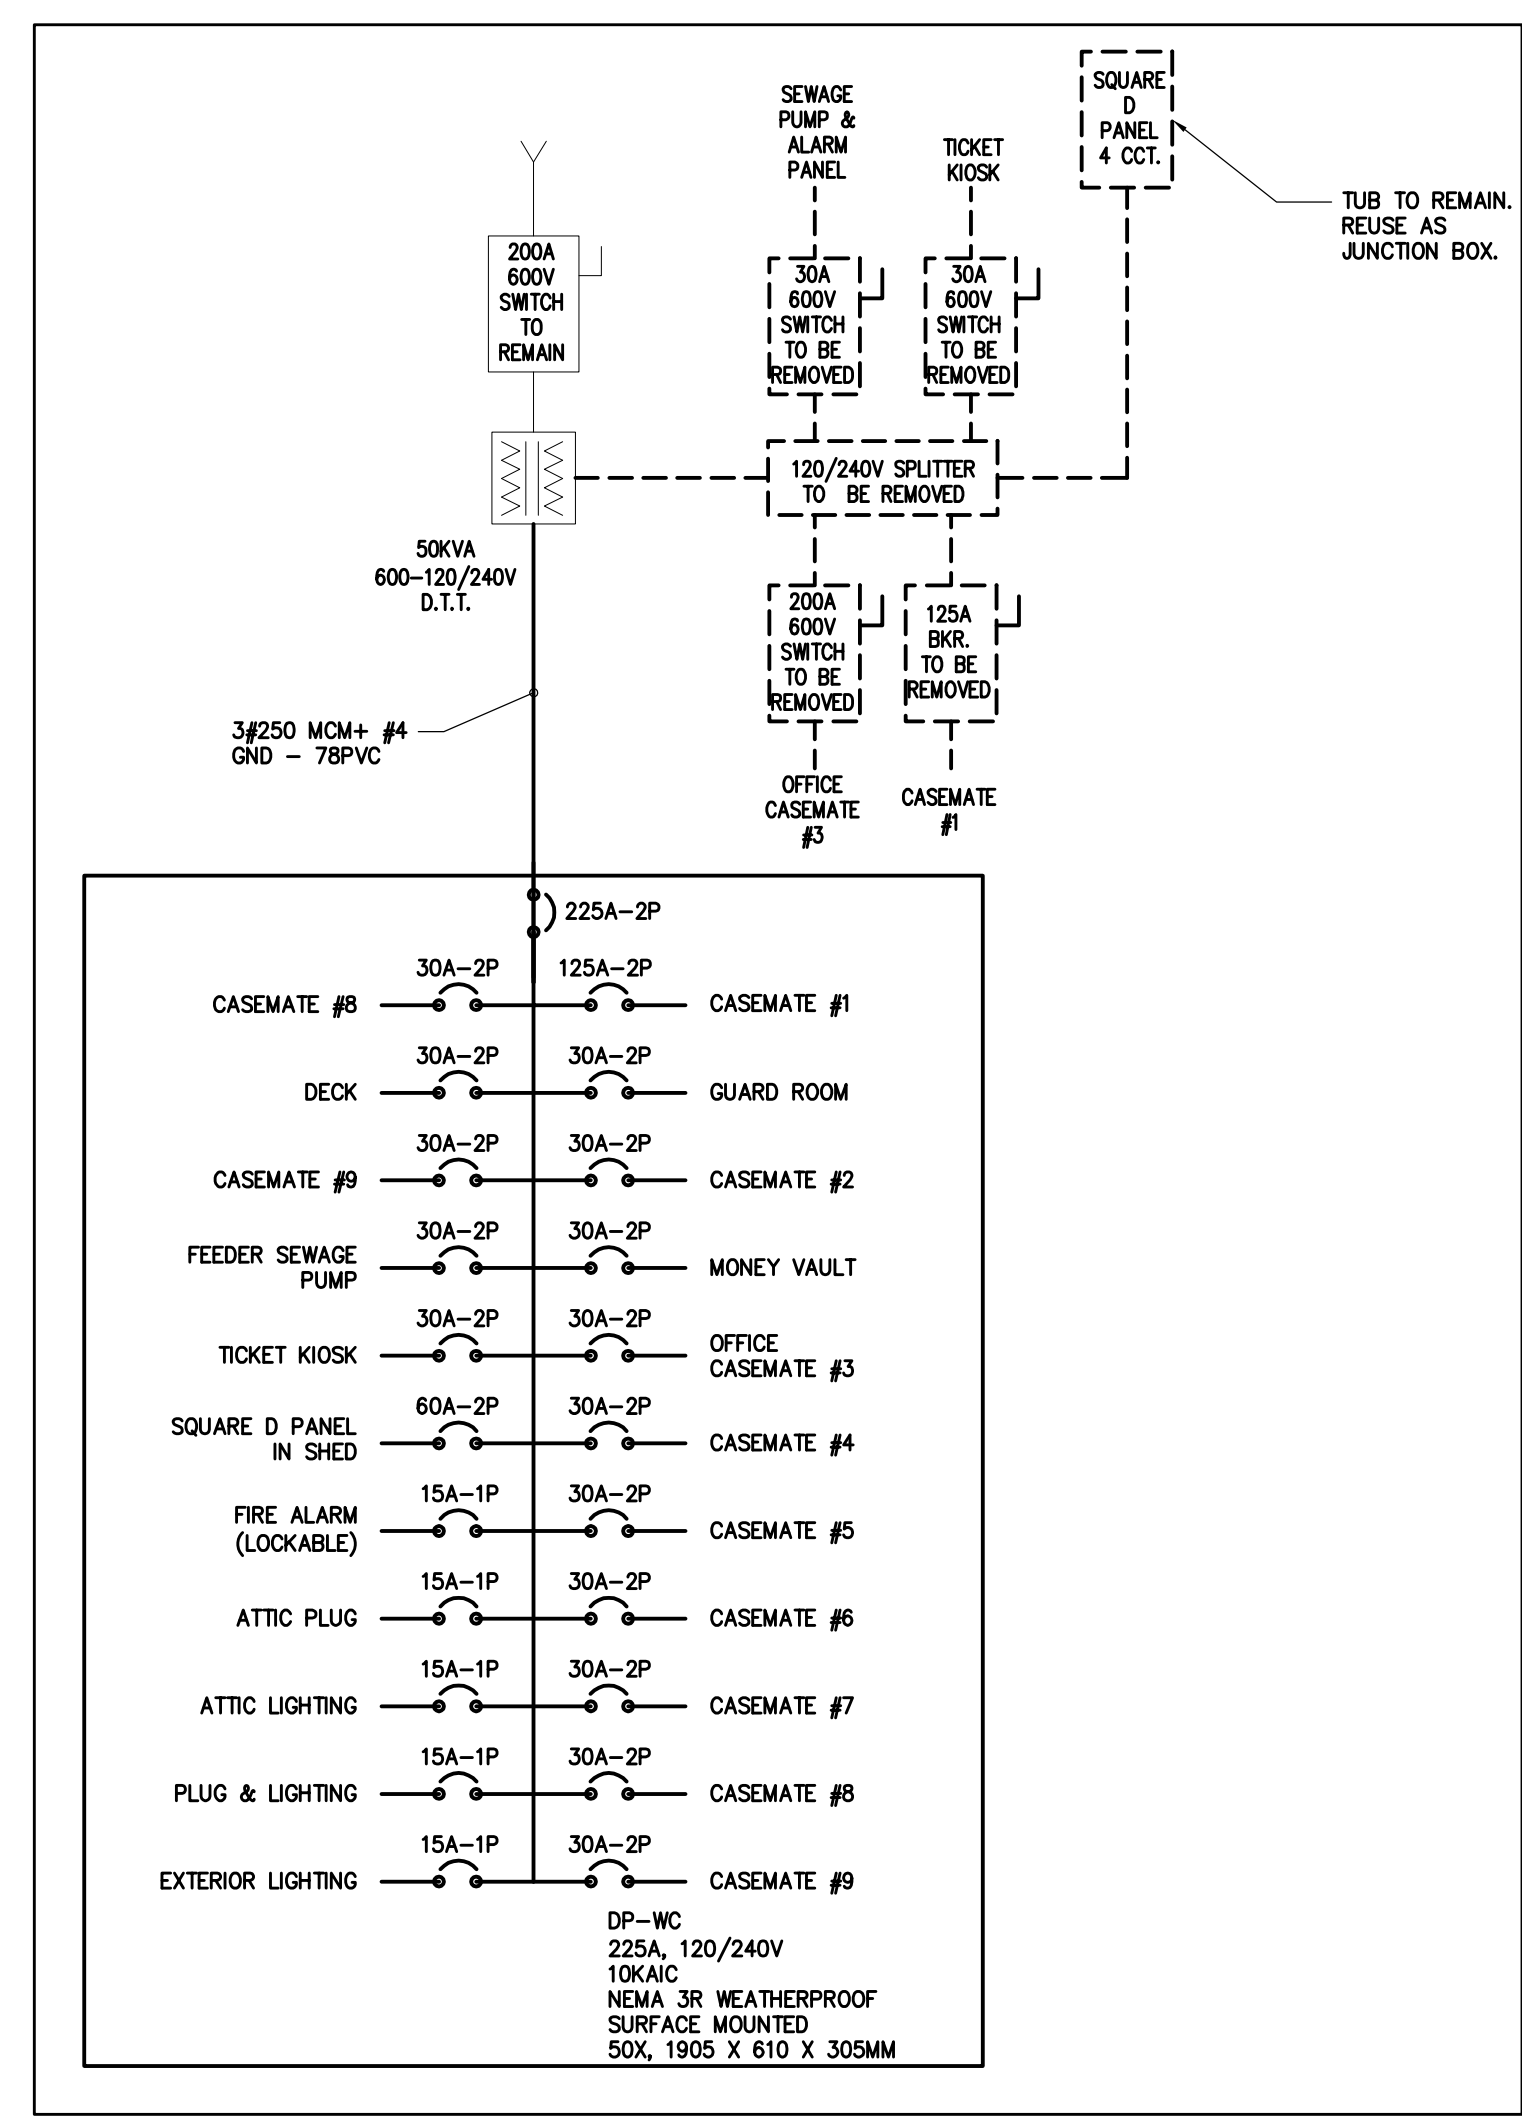 SEWAGE
PUMP &
ALARM
PANEL
TICKET
KIOSK
SQUARE
D
PANEL
4 CCT.
TUB TO REMAIN.
REUSE AS
JUNCTION BOX.
200A
600V
SWITCH
TO
REMAIN
30A
600V
SWITCH
TO BE
REMOVED
30A
600V
SWITCH
TO BE
REMOVED
120/240V SPLITTER
TO BE REMOVED
50KVA
600-120/240V
D.T.T.
200A
600V
SWITCH
TO BE
REMOVED
125A
BKR.
TO BE
REMOVED
3#250 MCM+ #4
GND - 78PVC
OFFICE
CASEMATE
#3
CASEMATE
#1
225A-2P
30A-2P
125A-2P
CASEMATE #8
CASEMATE #1
30A-2P
30A-2P
DECK
GUARD ROOM
30A-2P
30A-2P
CASEMATE #9
CASEMATE #2
30A-2P
30A-2P
FEEDER SEWAGE
PUMP
MONEY VAULT
30A-2P
30A-2P
TICKET KIOSK
OFFICE
CASEMATE #3
60A-2P
30A-2P
SQUARE D PANEL
IN SHED
CASEMATE #4
15A-1P
30A-2P
FIRE ALARM
(LOCKABLE)
CASEMATE #5
15A-1P
30A-2P
ATTIC PLUG
CASEMATE #6
15A-1P
30A-2P
ATTIC LIGHTING
CASEMATE #7
15A-1P
30A-2P
PLUG & LIGHTING
CASEMATE #8
15A-1P
30A-2P
EXTERIOR LIGHTING
CASEMATE #9
DP-WC
225A, 120/240V
10KAIC
NEMA 3R WEATHERPROOF
SURFACE MOUNTED
50X, 1905 X 610 X 305MM